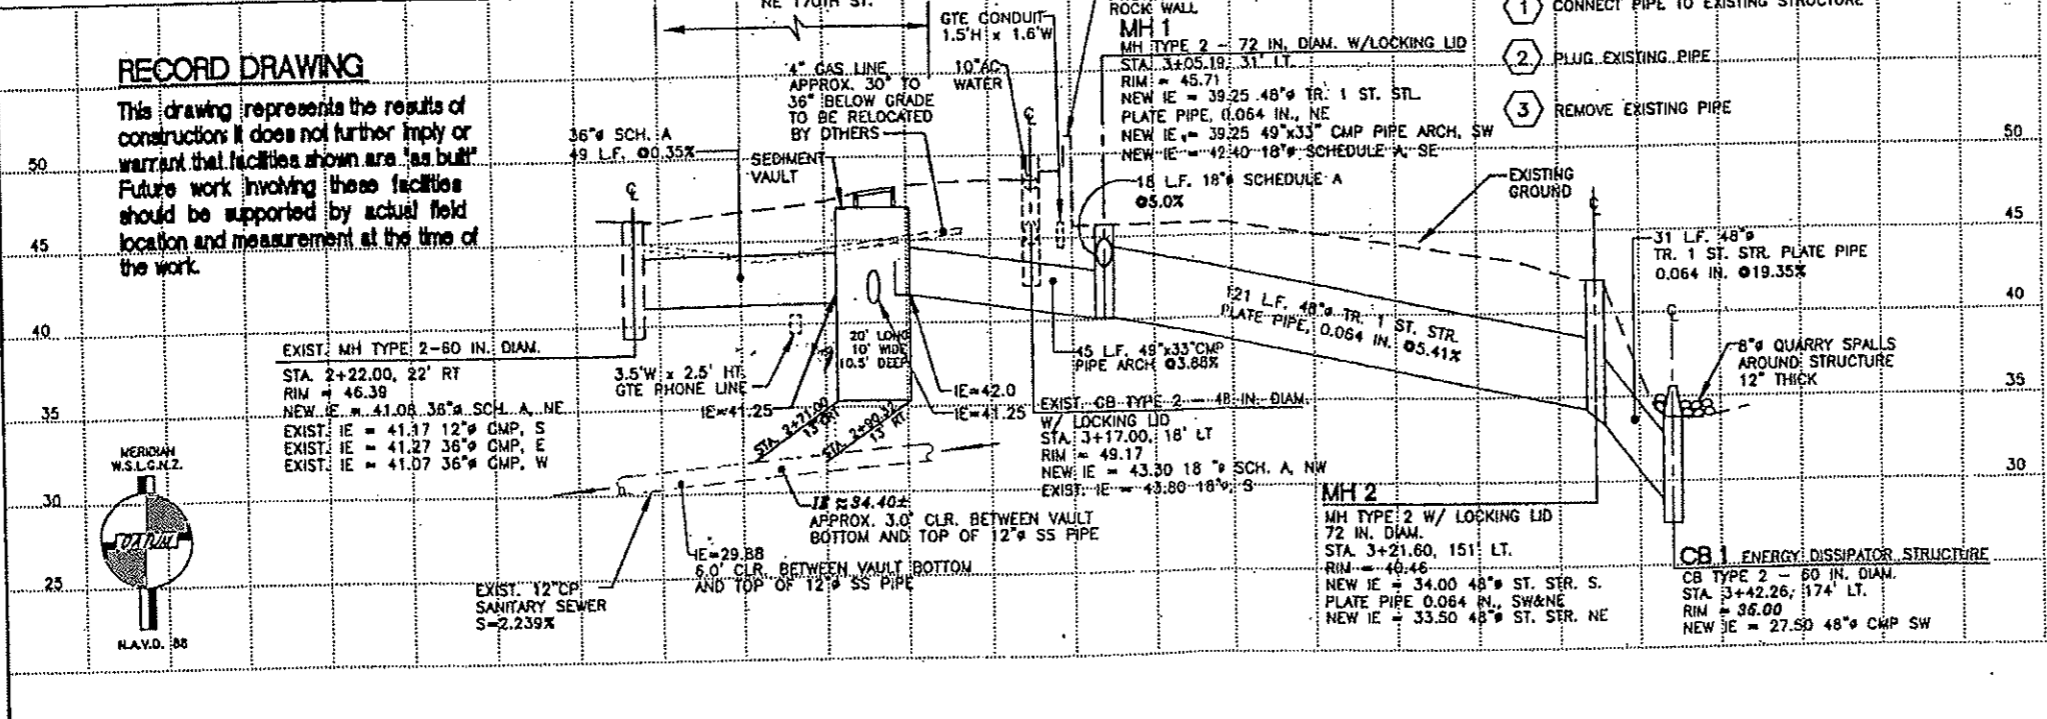 NE 170TH ST.
GTE CONDUIT
1.5'H x 1.6'W
ROCK WALL
MH 1
MH TYPE 2 - 72 IN. DIAM. W/LOCKING LID
STA. 3+05.19, 31' LT.
RIM = 45.71
NEW IE = 39.25 48"ø TR. 1 ST. STL
PLATE PIPE, 0.064 IN., NE
NEW IE = 39.25 49"x33" CMP PIPE ARCH, SW
NEW IE = 42.40 18"ø SCHEDULE A, SE
1 CONNECT PIPE TO EXISTING STRUCTURE
2 PLUG EXISTING PIPE
3 REMOVE EXISTING PIPE
RECORD DRAWING
This drawing represents the results of
construction it does not further imply or
warrant that facilities shown are "as built"
Future work involving these facilities
should be supported by actual field
location and measurement at the time of
the work.
4" GAS LINE
APPROX. 30" TO
36" BELOW GRADE
TO BE RELOCATED
BY OTHERS
10"AC
WATER
36"ø SCH. A
49 L.F. @0.35%
SEDIMENT
VAULT
18 L.F. 18"ø SCHEDULE A
@5.0%
EXISTING
GROUND
31 L.F. 48"ø
TR. 1 ST. STR. PLATE PIPE
0.064 IN. @19.35%
121 L.F. 48"ø TR. 1 ST. STR.
PLATE PIPE, 0.064 IN. @5.41%
50
45
40
35
30
25
50
45
40
35
30
25
EXIST. MH TYPE 2-60 IN. DIAM.
STA. 2+22.00, 22' RT
RIM = 46.39
NEW IE = 41.08 36"ø SCH. A, NE
EXIST. IE = 41.17 12"ø CMP, S
EXIST. IE = 41.27 36"ø CMP, E
EXIST. IE = 41.07 36"ø CMP, W
3.5'W x 2.5' HT.
GTE PHONE LINE
20' LONG
10' WIDE
10.5' DEEP
45 L.F. 49"x33"CMP
PIPE ARCH @3.88%
8"ø QUARRY SPALLS
AROUND STRUCTURE
12" THICK
IE=41.25
IE=42.0
IE=41.25
STA. 2+71.00
13' RT
STA. 2+90.32
13' RT
EXIST. CB TYPE 2 - 48 IN. DIAM.
W/ LOCKING LID
STA. 3+17.00, 18' LT
RIM = 49.17
NEW IE = 43.30 18 "ø SCH. A, NW
EXIST. IE = 43.80 18"ø, S
MERIDIAN
W.S.L.G.N.Z.
DATUM
N.A.V.D. 88
IE ≈ 34.40±
APPROX. 3.0' CLR. BETWEEN VAULT
BOTTOM AND TOP OF 12"ø SS PIPE
IE=29.88
6.0' CLR. BETWEEN VAULT BOTTOM
AND TOP OF 12"ø SS PIPE
EXIST. 12"CP
SANITARY SEWER
S=2.239%
MH 2
MH TYPE 2 W/ LOCKING LID
72 IN. DIAM.
STA. 3+21.60, 151' LT.
RIM = 40.46
NEW IE = 34.00 48"ø ST. STR. S.
PLATE PIPE 0.064 IN., SW&NE
NEW IE = 33.50 48"ø ST. STR. NE
CB 1 ENERGY DISSIPATOR STRUCTURE
CB TYPE 2 - 60 IN. DIAM.
STA. 3+42.26, 174' LT.
RIM = 35.00
NEW IE = 27.50 48"ø CMP SW